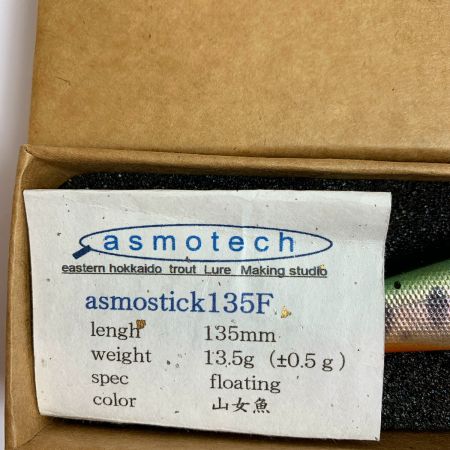 asmotech
eastern hokkaido trout Lure Making studio
asmostick135F
lengh 135mm
weight 13.5g (±0.5g)
spec floating
color 山女魚